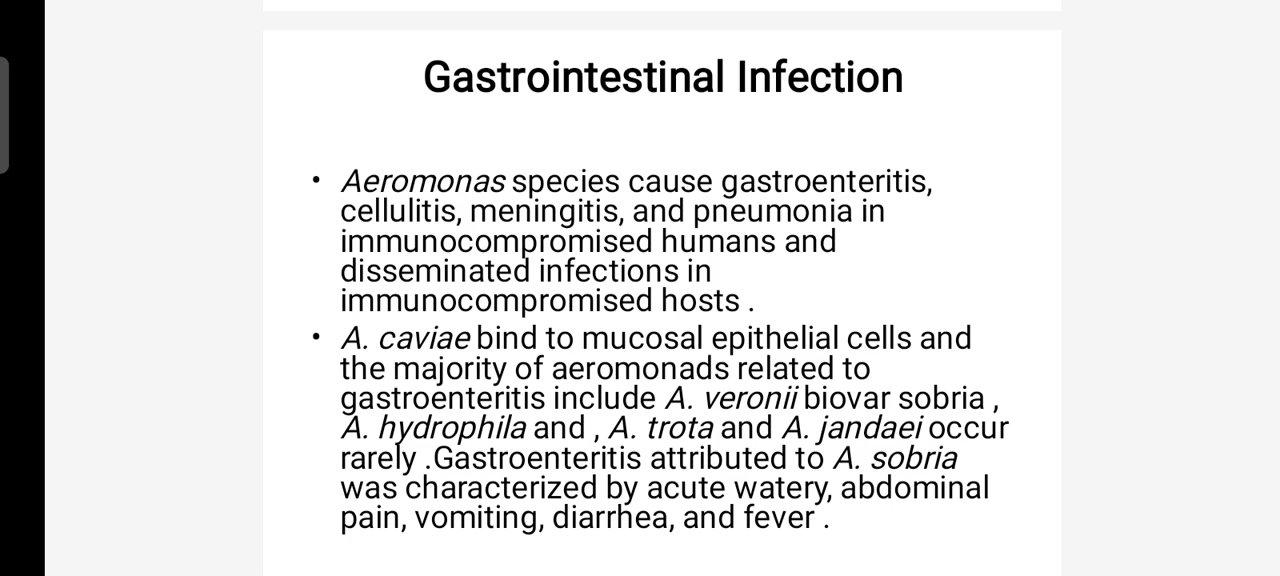 Gastrointestinal Infection
• Aeromonas species cause gastroenteritis,
cellulitis, meningitis, and pneumonia in
immunocompromised humans and
disseminated infections in
immunocompromised hosts .
• A. caviae bind to mucosal epithelial cells and
the majority of aeromonads related to
gastroenteritis include A. veronii biovar sobria ,
A. hydrophila and , A. trota and A. jandaei occur
rarely .Gastroenteritis attributed to A. sobria
was characterized by acute watery, abdominal
pain, vomiting, diarrhea, and fever .